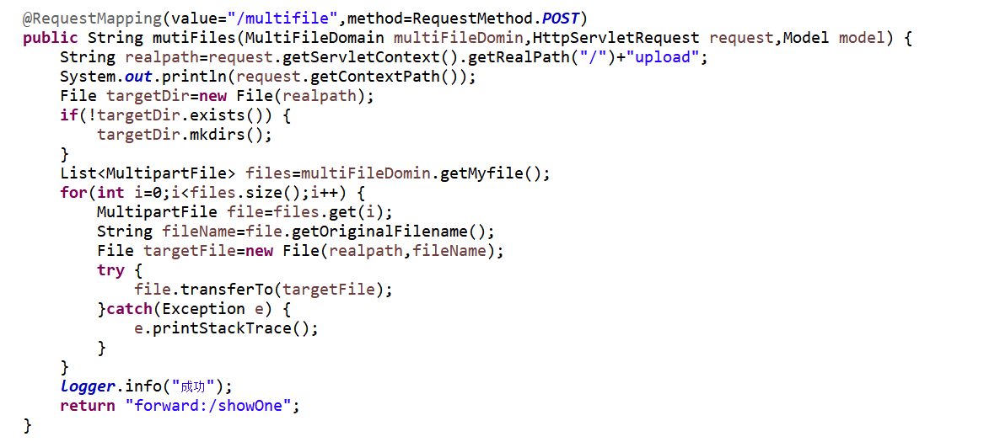 @RequestMapping(value="/multifile",method=RequestMethod.POST)
public String mutiFiles(MultiFileDomain multiFileDomin,HttpServletRequest request,Model model) {
    String realpath=request.getServletContext().getRealPath("/")+"upload";
    System.out.println(request.getContextPath());
    File targetDir=new File(realpath);
    if(!targetDir.exists()) {
        targetDir.mkdirs();
    }
    List<MultipartFile> files=multiFileDomin.getMyfile();
    for(int i=0;i<files.size();i++) {
        MultipartFile file=files.get(i);
        String fileName=file.getOriginalFilename();
        File targetFile=new File(realpath,fileName);
        try {
            file.transferTo(targetFile);
        }catch(Exception e) {
            e.printStackTrace();
        }
    }
    logger.info("成功");
    return "forward:/showOne";
}